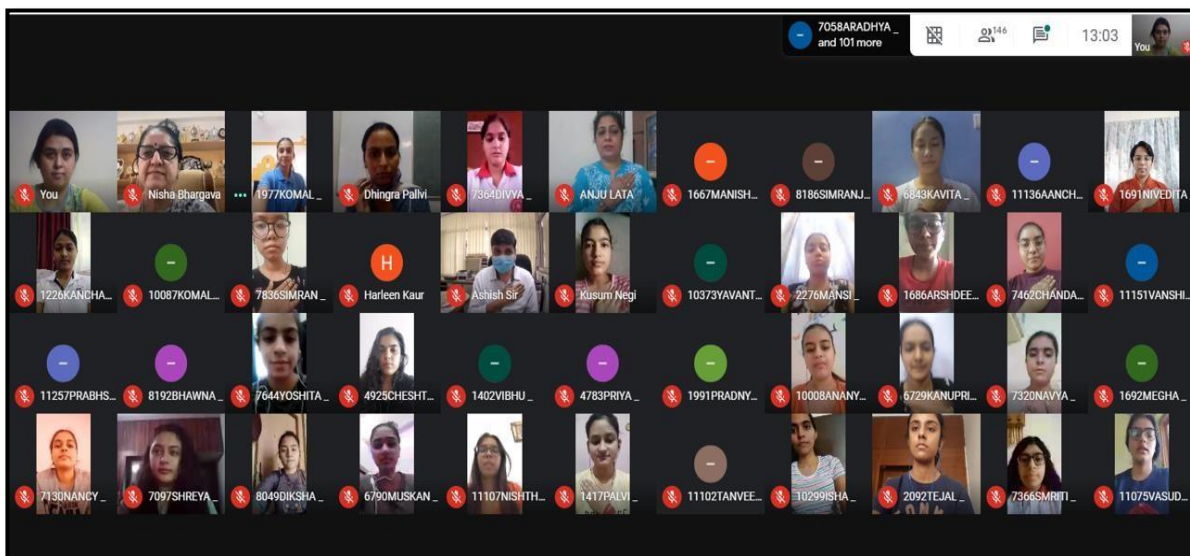 7058ARADHYA _
and 101 more
146
13:03
You
You
Nisha Bhargava
1977KOMAL _
Dhingra Pallvi
7364DIVYA _
ANJU LATA
1667MANISH...
8186SIMRANJ...
6843KAVITA _
11136AANCH...
1691NIVEDITA
1226KANCHA...
10087KOMAL...
7836SIMRAN _
H
Harleen Kaur
Ashish Sir
Kusum Negi
10373YAVANT...
2276MANSI _
1686ARSHDEE...
7462CHANDA...
11151VANSHI...
11257PRABHS...
8192BHAWNA _
7644YOSHITA _
4925CHESHT...
1402VIBHU _
4783PRIYA _
1991PRADNY...
10008ANANY...
6729KANUPRI...
7320NAVYA _
1692MEGHA _
7130NANCY _
7097SHREYA _
8049DIKSHA _
6790MUSKAN _
11107NISHTH...
1417PALVI _
11102TANVEE...
10299ISHA _
2092TEJAL _
7366SMRITI _
11075VASUD...